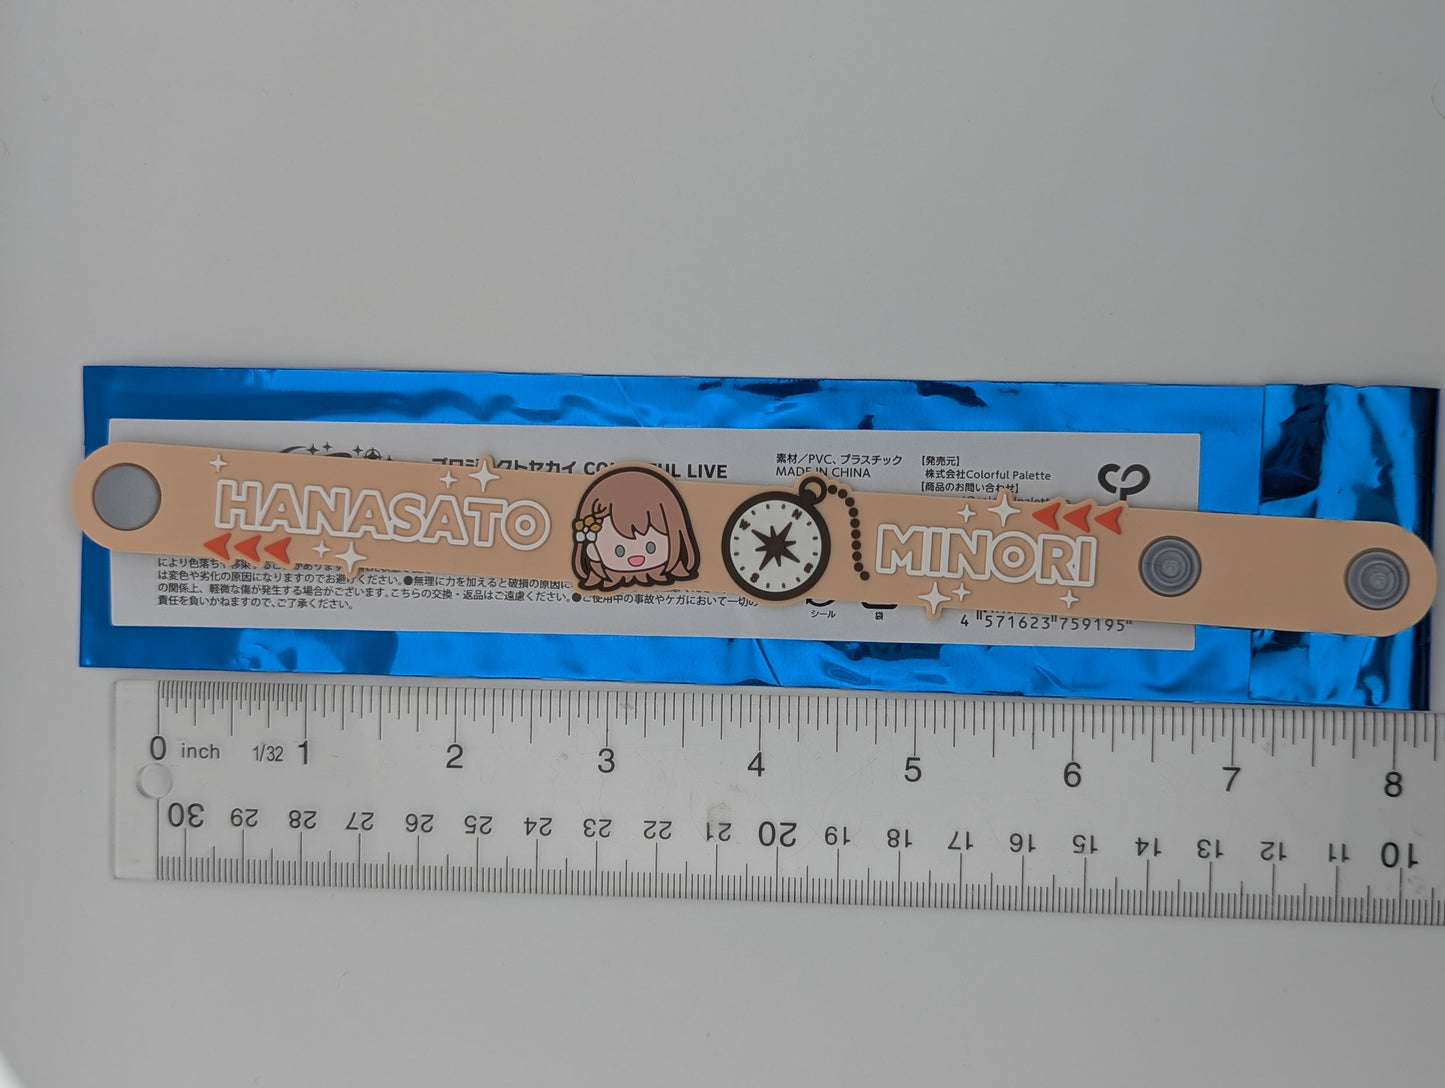 プロジェクトセカイ COLORFUL LIVE
素材／PVC、プラスチック
MADE IN CHINA
【発売元】
株式会社Colorful Palette
【商品のお問い合わせ】
HANASATO
MINORI
N
S
は変色や劣化の原因になりますのでお避けください。●無理に力を加えると破損の原因に
の関係上、軽微な傷が発生する場合がございます。こちらの交換・返品はご遠慮ください。●ご使用中の事故やケガにおいて一切の
責任を負いかねますので、ご了承ください。
シール
袋
4 571623 759195
0 inch 1/32 1 2 3 4 5 6 7 8
30 29 28 27 26 25 24 23 22 21 20 19 18 17 16 15 14 13 12 11 10